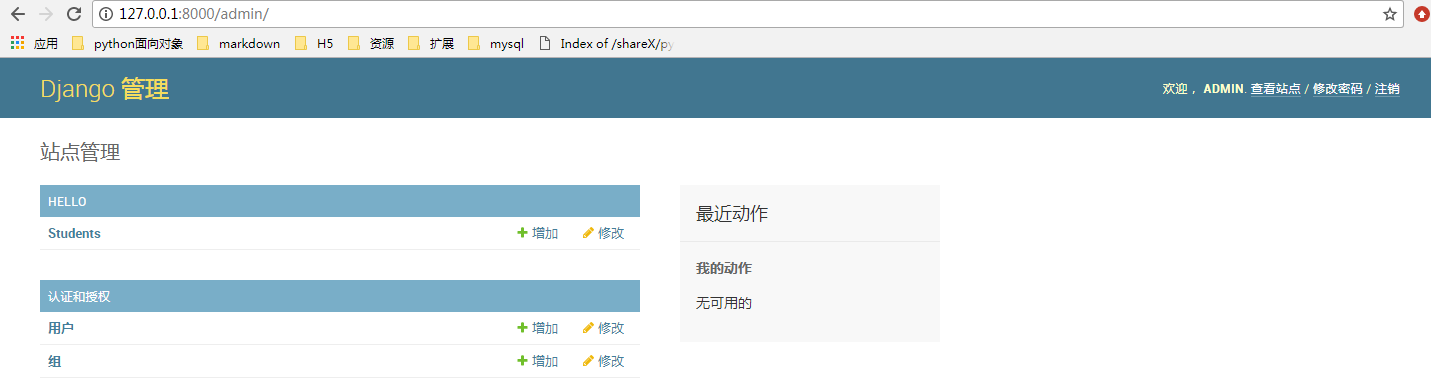 127.0.0.1:8000/admin/
应用 python面向对象 markdown H5 资源 扩展 mysql Index of /shareX/py
Django 管理
欢迎， ADMIN. 查看站点 / 修改密码 / 注销
站点管理
HELLO
Students 增加 修改
认证和授权
用户 增加 修改
组 增加 修改
最近动作
我的动作
无可用的